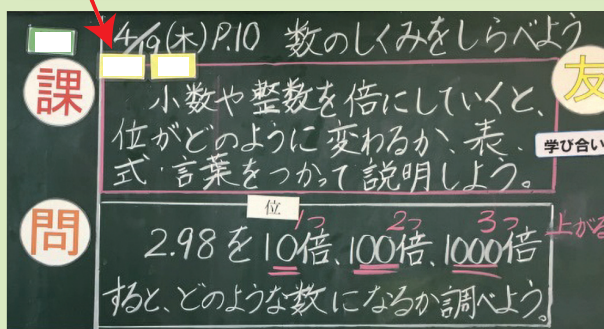 4/19(木)P.10 数のしくみをしらべよう
課
友
小数や整数を倍にしていくと、
位がどのように変わるか、表、
式・言葉をつかって説明しよう。
学び合い
問
位
1つ 2つ 3つ 上がる
2.98を10倍、100倍、1000倍
すると、どのような数になるか調べよう。